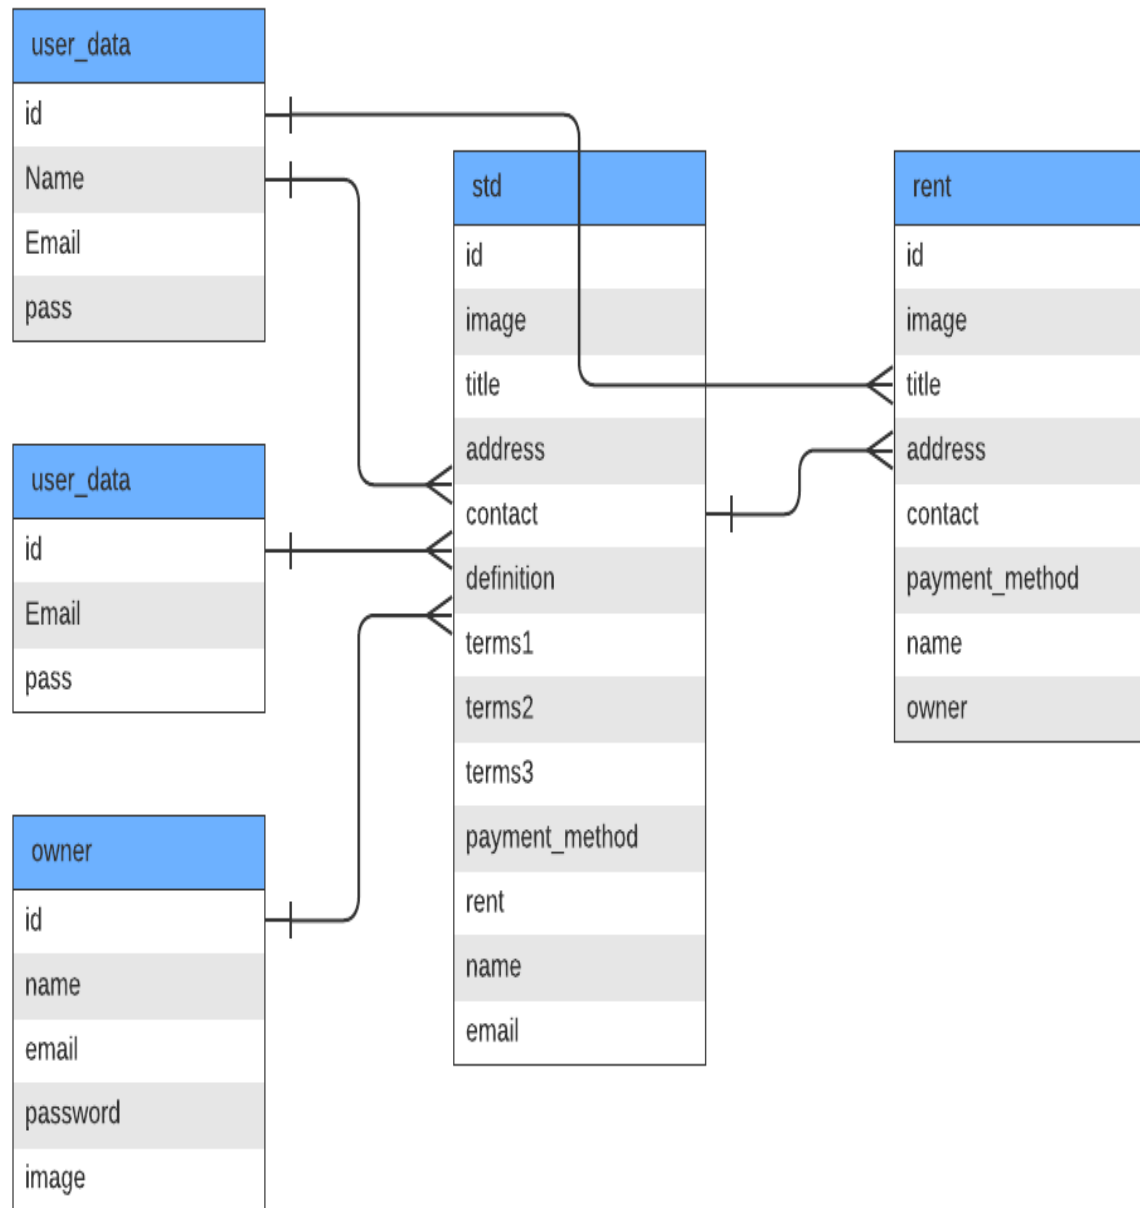 user_data
id
Name
Email
pass
user_data
id
Email
pass
owner
id
name
email
password
image
std
id
image
title
address
contact
definition
terms1
terms2
terms3
payment_method
rent
name
email
rent
id
image
title
address
contact
payment_method
name
owner